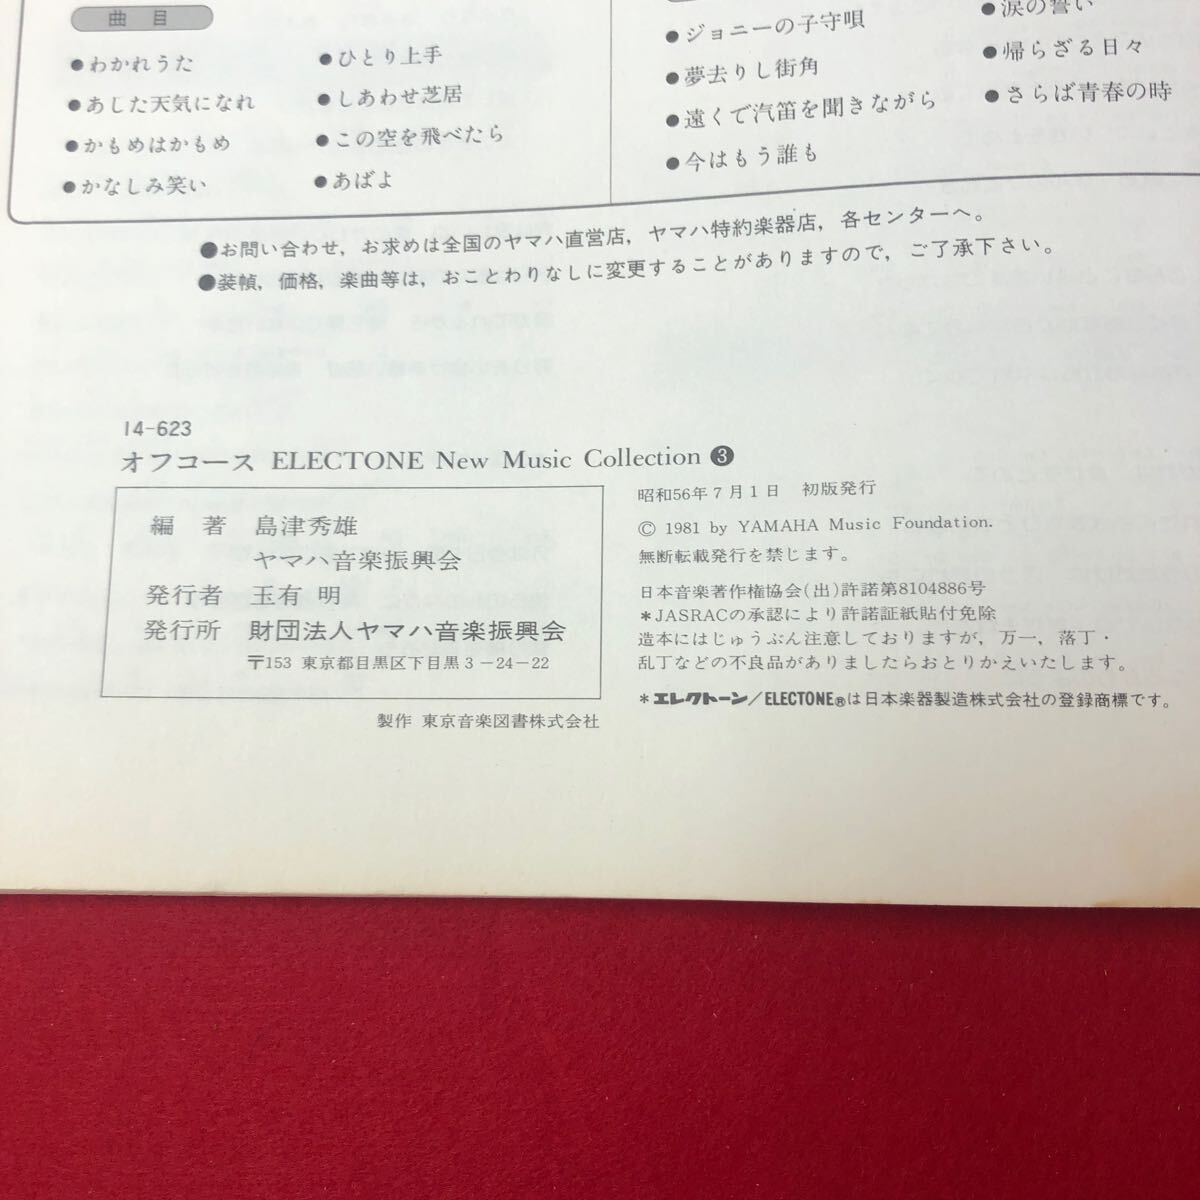 曲目
●わかれうた
●あした天気になれ
●かもめはかもめ
●かなしみ笑い
●ひとり上手
●しあわせ芝居
●この空を飛べたら
●あばよ
●ジョニーの子守唄
●夢去りし街角
●遠くで汽笛を聞きながら
●今はもう誰も
●涙の誓い
●帰らざる日々
●さらば青春の時
●お問い合わせ，お求めは全国のヤマハ直営店，ヤマハ特約楽器店，各センターへ。
●装幀，価格，楽曲等は，おことわりなしに変更することがありますので，ご了承下さい。
14-623
オフコース ELECTONE New Music Collection ❸
編 著 島津秀雄
ヤマハ音楽振興会
発行者 玉有 明
発行所 財団法人ヤマハ音楽振興会
〒153 東京都目黒区下目黒3-24-22
製作 東京音楽図書株式会社
昭和56年7月1日 初版発行
© 1981 by YAMAHA Music Foundation.
無断転載発行を禁じます。
日本音楽著作権協会(出)許諾第8104886号
＊JASRACの承認により許諾証紙貼付免除
造本にはじゅうぶん注意しておりますが，万一，落丁・
乱丁などの不良品がありましたらおとりかえいたします。
＊エレクトーン/ELECTONE®は日本楽器製造株式会社の登録商標です。